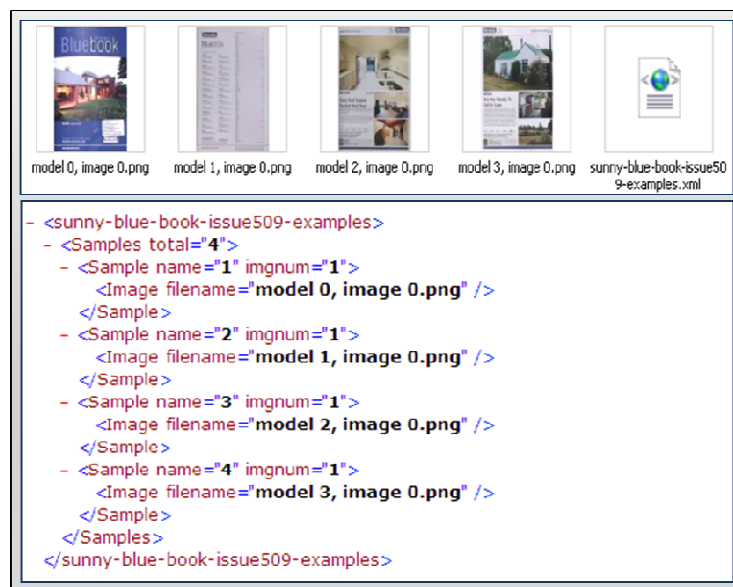 Bluebook
model 0, image 0.png
model 1, image 0.png
model 2, image 0.png
model 3, image 0.png
sunny-blue-book-issue50
9-examples.xml
- <sunny-blue-book-issue509-examples>
- <Samples total="4">
- <Sample name="1" imgnum="1">
<Image filename="model 0, image 0.png" />
</Sample>
- <Sample name="2" imgnum="1">
<Image filename="model 1, image 0.png" />
</Sample>
- <Sample name="3" imgnum="1">
<Image filename="model 2, image 0.png" />
</Sample>
- <Sample name="4" imgnum="1">
<Image filename="model 3, image 0.png" />
</Sample>
</Samples>
</sunny-blue-book-issue509-examples>